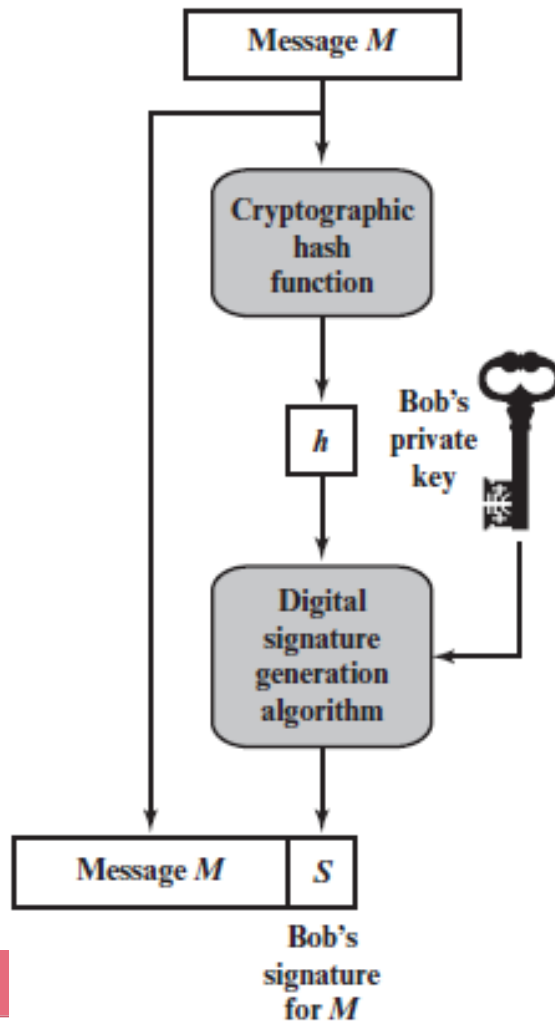 Message M
Cryptographic
hash
function
Bob's
private
key
h
Digital
signature
generation
algorithm
Message M
S
Bob's
signature
for M